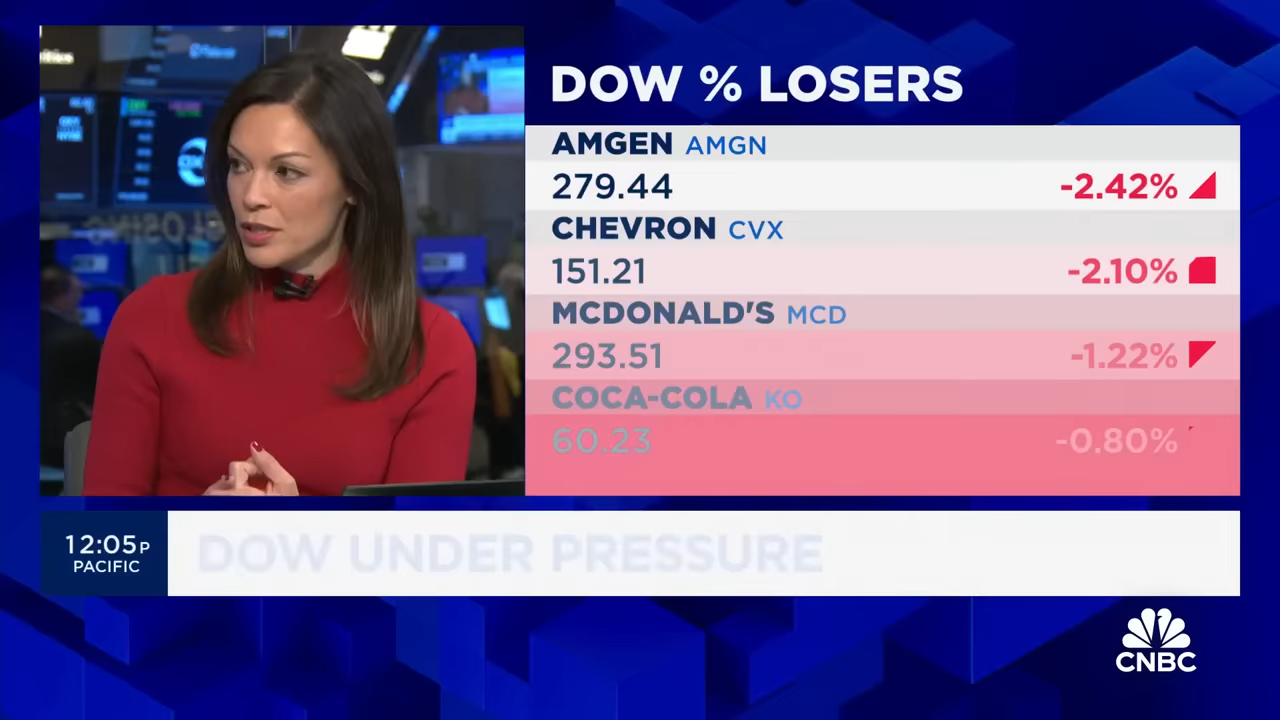 DOW % LOSERS
AMGEN AMGN
279.44 -2.42%
CHEVRON CVX
151.21 -2.10%
MCDONALD'S MCD
293.51 -1.22%
COCA-COLA KO
60.23 -0.80%
12:05P
PACIFIC
DOW UNDER PRESSURE
CNBC